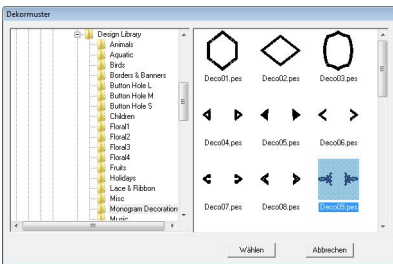 Dekormuster
Design Library
Animals
Aquatic
Birds
Borders & Banners
Button Hole L
Button Hole M
Button Hole S
Children
Floral1
Floral2
Floral3
Floral4
Fruits
Holidays
Lace & Ribbon
Misc
Monogram Decoration
Music
Deco01.pes Deco02.pes Deco03.pes
Deco04.pes Deco05.pes Deco06.pes
Deco07.pes Deco08.pes Deco09.pes
Wählen Abbrechen